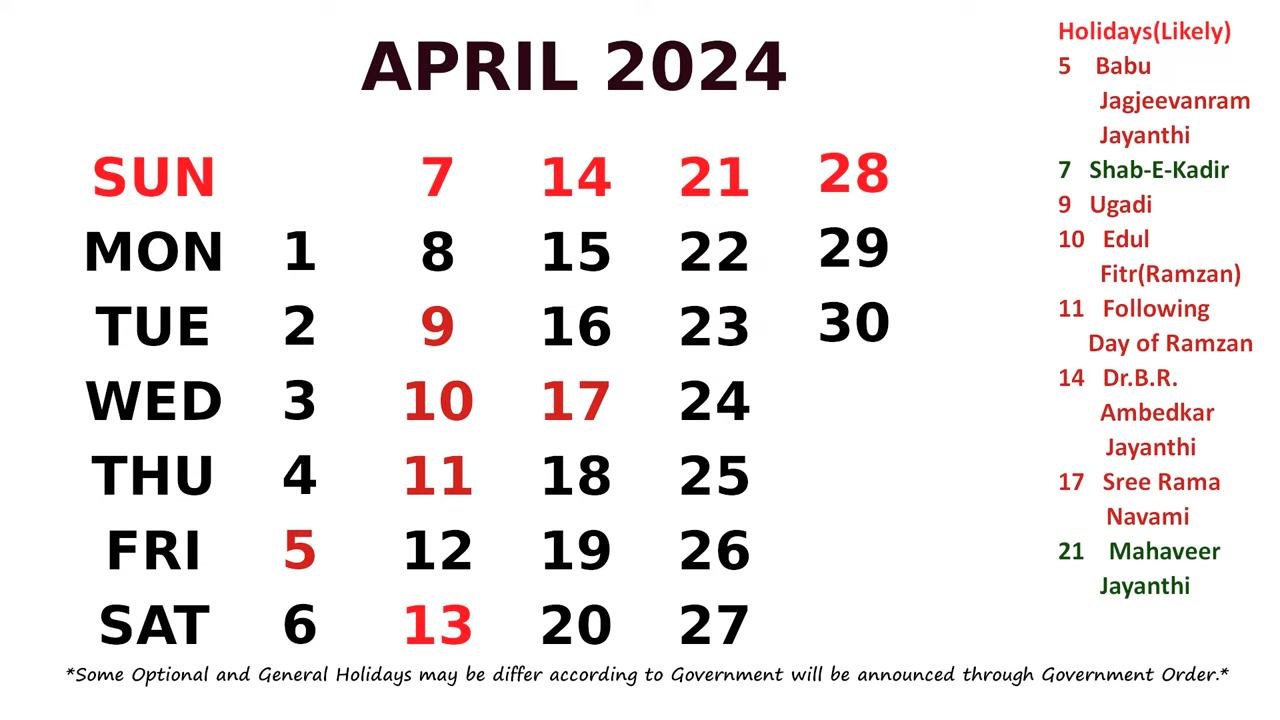 APRIL 2024
SUN 7 14 21 28
MON 1 8 15 22 29
TUE 2 9 16 23 30
WED 3 10 17 24
THU 4 11 18 25
FRI 5 12 19 26
SAT 6 13 20 27
Holidays(Likely)
5 Babu
Jagjeevanram
Jayanthi
7 Shab-E-Kadir
9 Ugadi
10 Edul
Fitr(Ramzan)
11 Following
Day of Ramzan
14 Dr.B.R.
Ambedkar
Jayanthi
17 Sree Rama
Navami
21 Mahaveer
Jayanthi
*Some Optional and General Holidays may be differ according to Government will be announced through Government Order.*